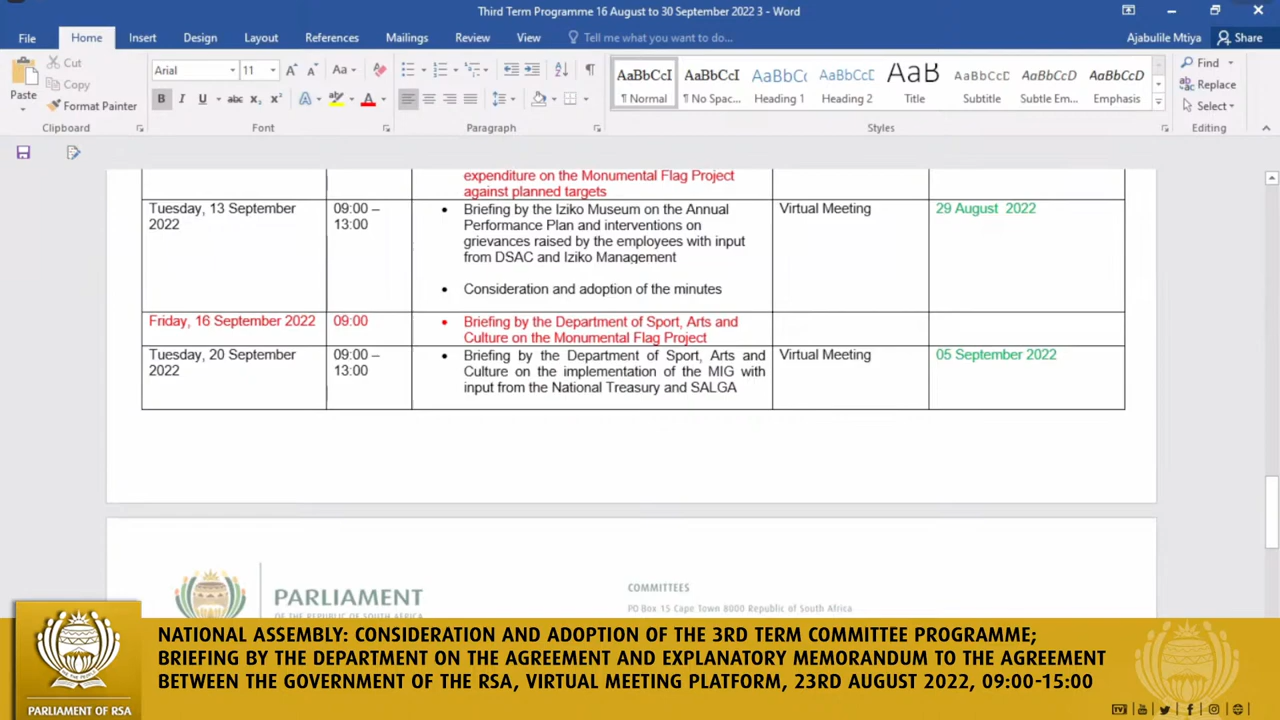 Third Term Programme 16 August to 30 September 2022 3 - Word
File Home Insert Design Layout References Mailings Review View Tell me what you want to do... Ajabulile Mtiya Share
Paste
Cut
Copy
Format Painter
Clipboard
Arial 11
Font
Paragraph
AaBbCcI AaBbCcI AaBbCc AaBbCcI AaB AaBbCcD AaBbCcD AaBbCcD
¶ Normal ¶ No Spac... Heading 1 Heading 2 Title Subtitle Subtle Em... Emphasis
Styles
Find
Replace
Select
Editing
expenditure on the Monumental Flag Project
against planned targets
Tuesday, 13 September
2022
09:00 –
13:00
• Briefing by the Iziko Museum on the Annual
Performance Plan and interventions on
grievances raised by the employees with input
from DSAC and Iziko Management
• Consideration and adoption of the minutes
Virtual Meeting
29 August 2022
Friday, 16 September 2022
09:00
• Briefing by the Department of Sport, Arts and
Culture on the Monumental Flag Project
Tuesday, 20 September
2022
09:00 –
13:00
• Briefing by the Department of Sport, Arts and
Culture on the implementation of the MIG with
input from the National Treasury and SALGA
Virtual Meeting
05 September 2022
PARLIAMENT
OF THE REPUBLIC OF SOUTH AFRICA
COMMITTEES
PO Box 15 Cape Town 8000 Republic of South Africa
NATIONAL ASSEMBLY: CONSIDERATION AND ADOPTION OF THE 3RD TERM COMMITTEE PROGRAMME;
BRIEFING BY THE DEPARTMENT ON THE AGREEMENT AND EXPLANATORY MEMORANDUM TO THE AGREEMENT
BETWEEN THE GOVERNMENT OF THE RSA, VIRTUAL MEETING PLATFORM, 23RD AUGUST 2022, 09:00-15:00
PARLIAMENT OF RSA